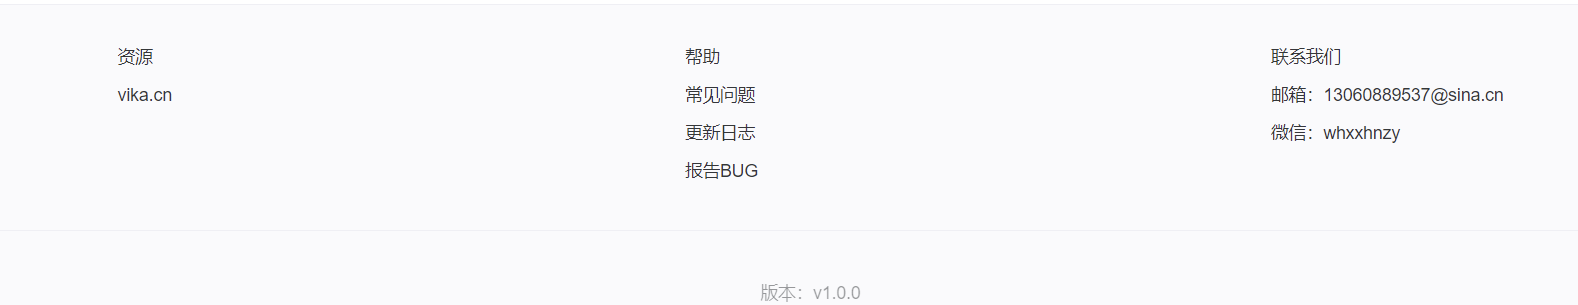 资源
vika.cn
帮助
常见问题
更新日志
报告BUG
联系我们
邮箱：13060889537@sina.cn
微信：whxxhnzy
版本：v1.0.0